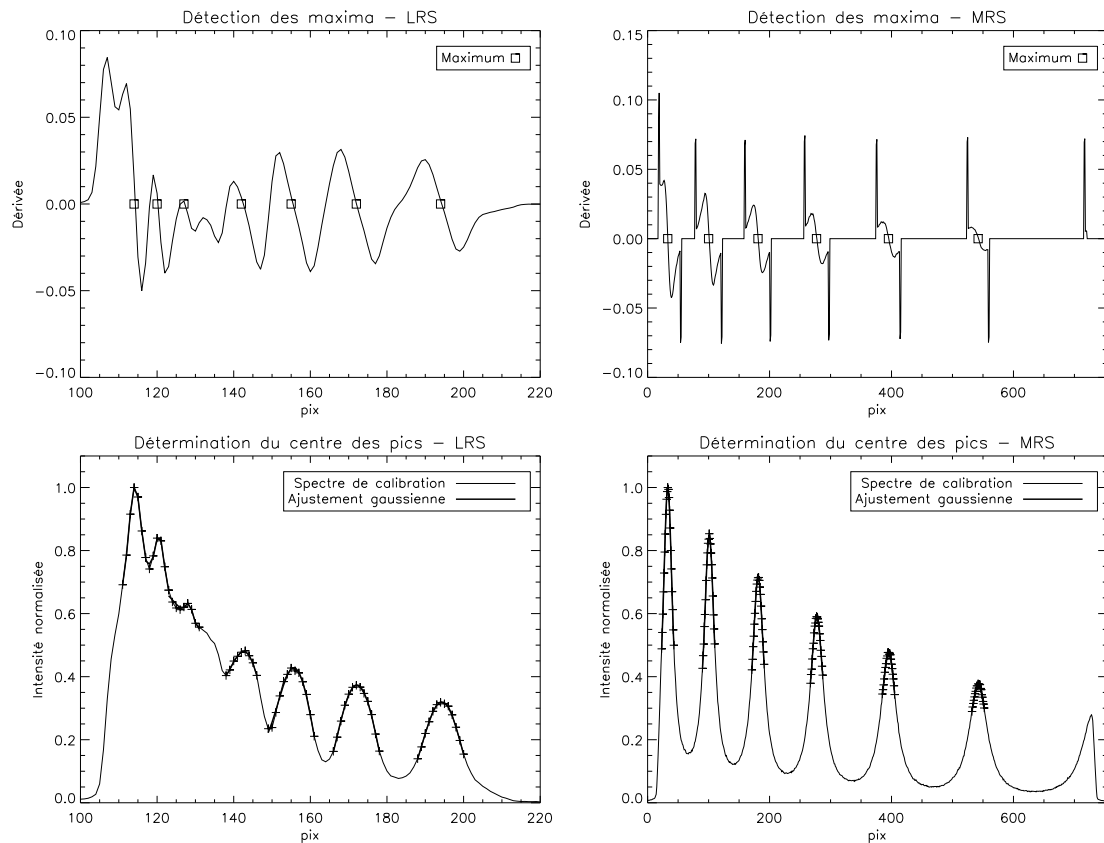 Détection des maxima – LRS
Maximum
0.10
0.05
0.00
−0.05
−0.10
Dérivée
100 120 140 160 180 200 220
pix
Détection des maxima – MRS
Maximum
0.15
0.10
0.05
0.00
−0.05
−0.10
Dérivée
0 200 400 600
pix
Détermination du centre des pics – LRS
Spectre de calibration
Ajustement gaussienne
1.0
0.8
0.6
0.4
0.2
0.0
Intensité normalisée
100 120 140 160 180 200 220
pix
Détermination du centre des pics – MRS
Spectre de calibration
Ajustement gaussienne
1.0
0.8
0.6
0.4
0.2
0.0
Intensité normalisée
0 200 400 600
pix